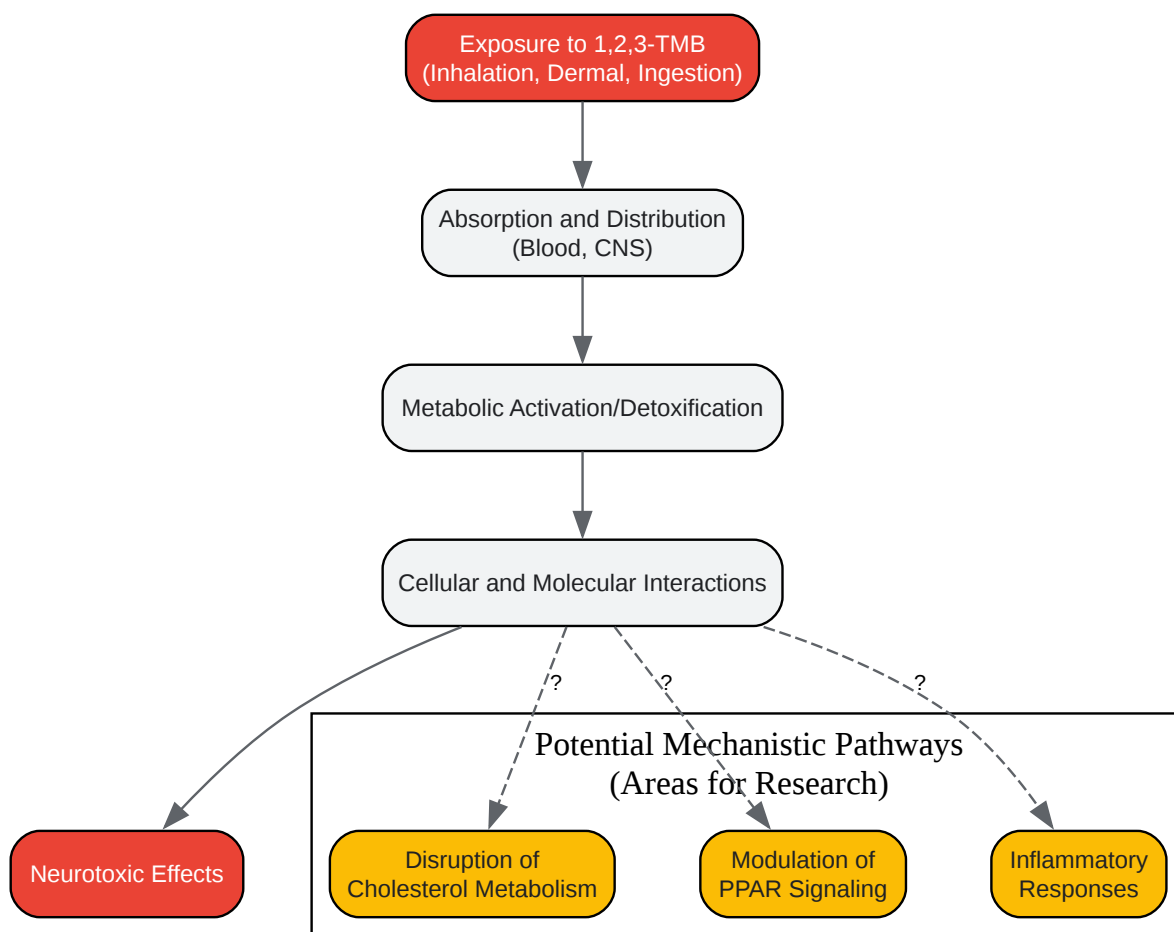 Exposure to 1,2,3-TMB
(Inhalation, Dermal, Ingestion)
Absorption and Distribution
(Blood, CNS)
Metabolic Activation/Detoxification
Cellular and Molecular Interactions
?
?
?
Potential Mechanistic Pathways
(Areas for Research)
Neurotoxic Effects
Disruption of
Cholesterol Metabolism
Modulation of
PPAR Signaling
Inflammatory
Responses